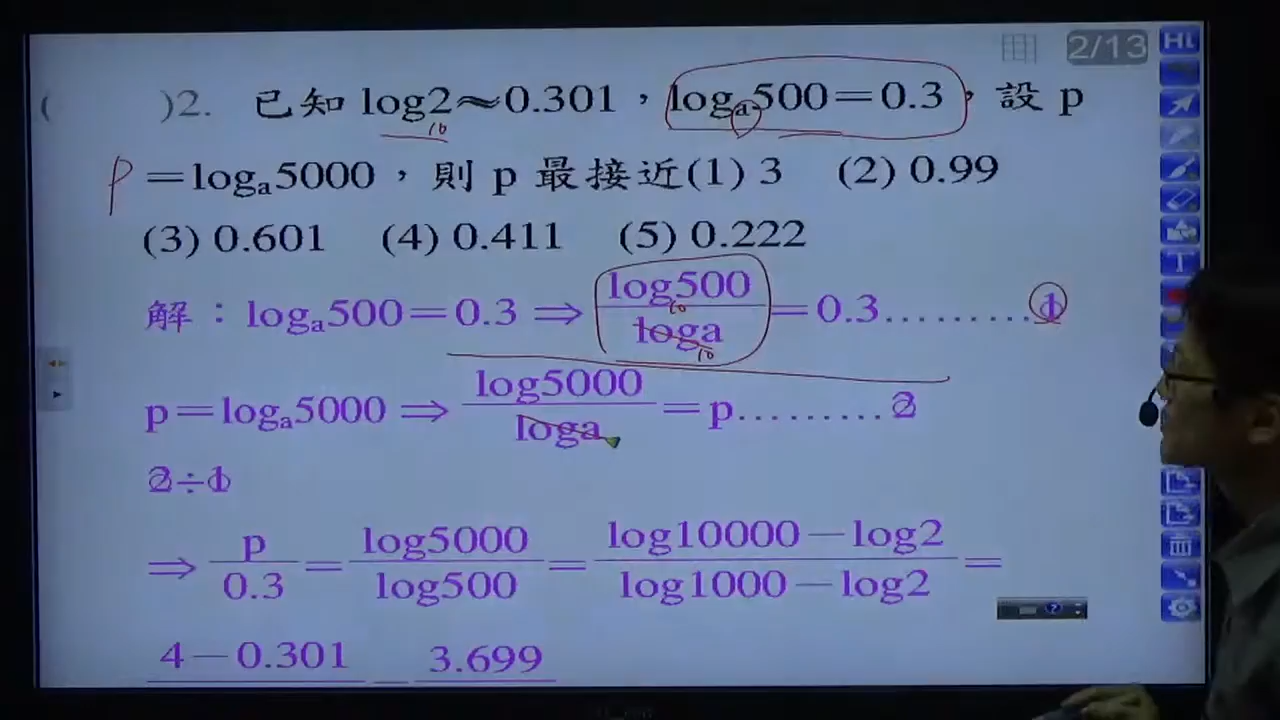 2/13
( )2. 已知 log2≈0.301,logₐ500=0.3,設 p
10
p =logₐ5000,則 p 最接近(1) 3 (2) 0.99
(3) 0.601 (4) 0.411 (5) 0.222
解:logₐ500=0.3⇒ log500/loga =0.3.........①
10
10
p=logₐ5000⇒ log5000/loga =p.........②
②÷①
⇒ p/0.3 = log5000/log500 = (log10000-log2)/(log1000-log2) =
4-0.301 = 3.699